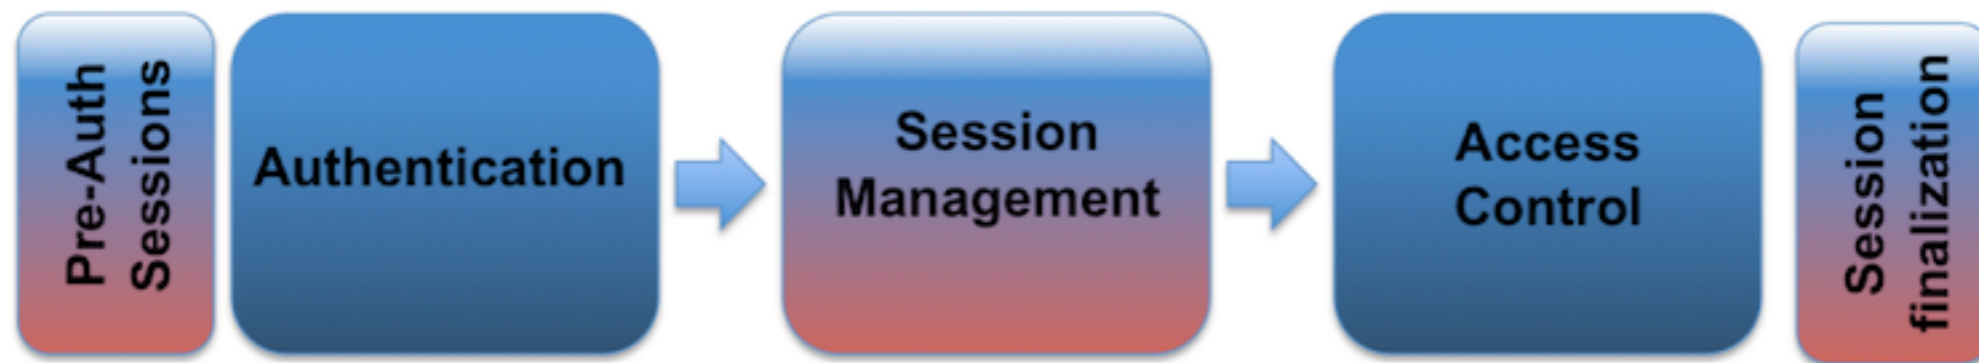 Pre-Auth
Sessions
Authentication
Session
Management
Access
Control
Session
finalization